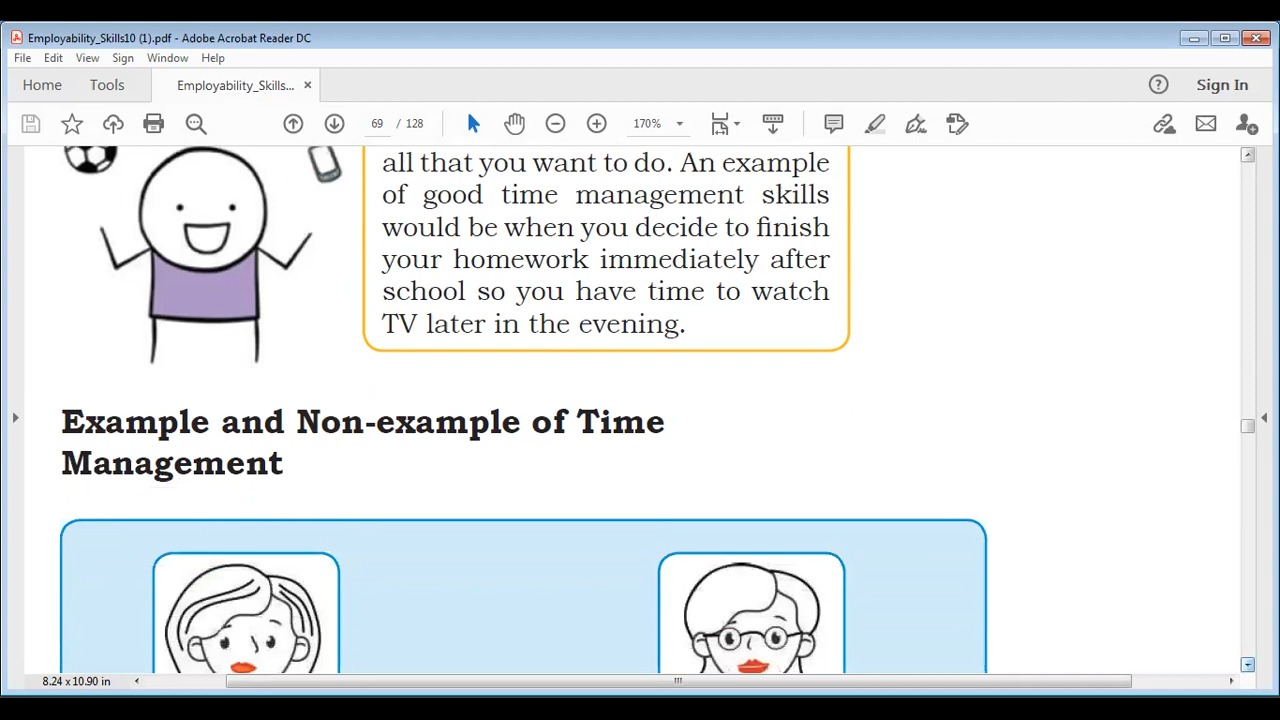 Employability_Skills10 (1).pdf - Adobe Acrobat Reader DC
File Edit View Sign Window Help
Home Tools Employability_Skills... × Sign In
69 / 128 170%
all that you want to do. An example
of good time management skills
would be when you decide to finish
your homework immediately after
school so you have time to watch
TV later in the evening.
Example and Non-example of Time
Management
8.24 x 10.90 in